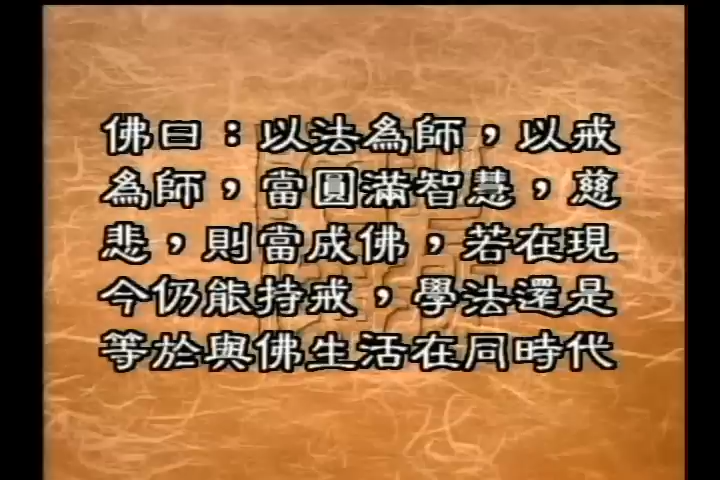 佛曰：以法為師，以戒
為師，當圓滿智慧，慈
悲，則當成佛，若在現
今仍能持戒，學法還是
等於與佛生活在同時代